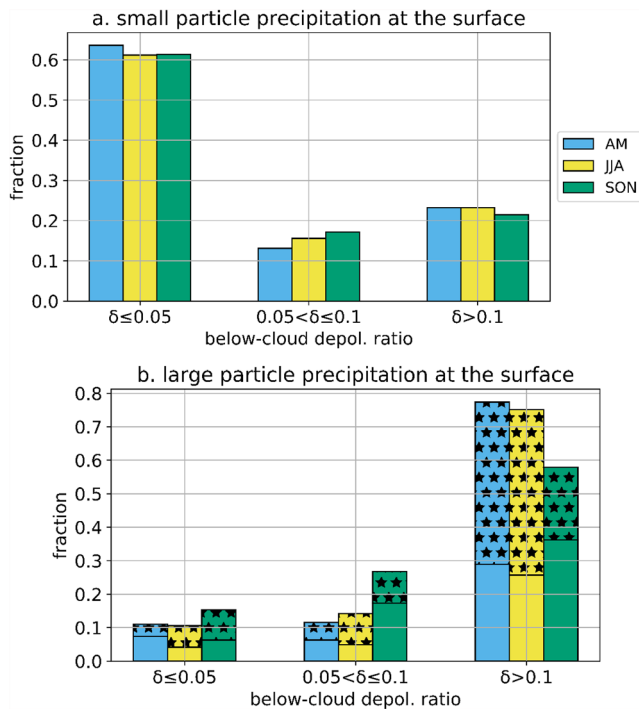 a. small particle precipitation at the surface
fraction
0.6
0.5
0.4
0.3
0.2
0.1
0.0
δ≤0.05
0.05<δ≤0.1
δ>0.1
below-cloud depol. ratio
AM
JJA
SON
b. large particle precipitation at the surface
fraction
0.8
0.7
0.6
0.5
0.4
0.3
0.2
0.1
0.0
δ≤0.05
0.05<δ≤0.1
δ>0.1
below-cloud depol. ratio